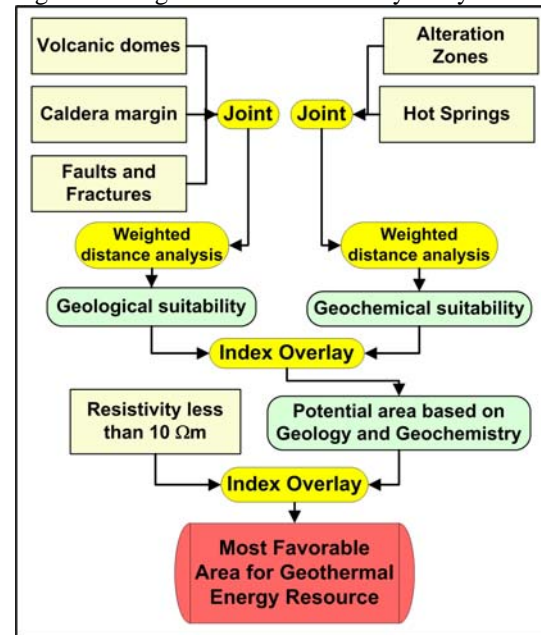 Volcanic domes
Caldera margin
Faults and
Fractures
Joint
Joint
Alteration
Zones
Hot Springs
Weighted
distance analysis
Weighted
distance analysis
Geological suitability
Geochemical suitability
Index Overlay
Resistivity less
than 10 Ωm
Potential area based on
Geology and Geochemistry
Index Overlay
Most Favorable
Area for Geothermal
Energy Resource